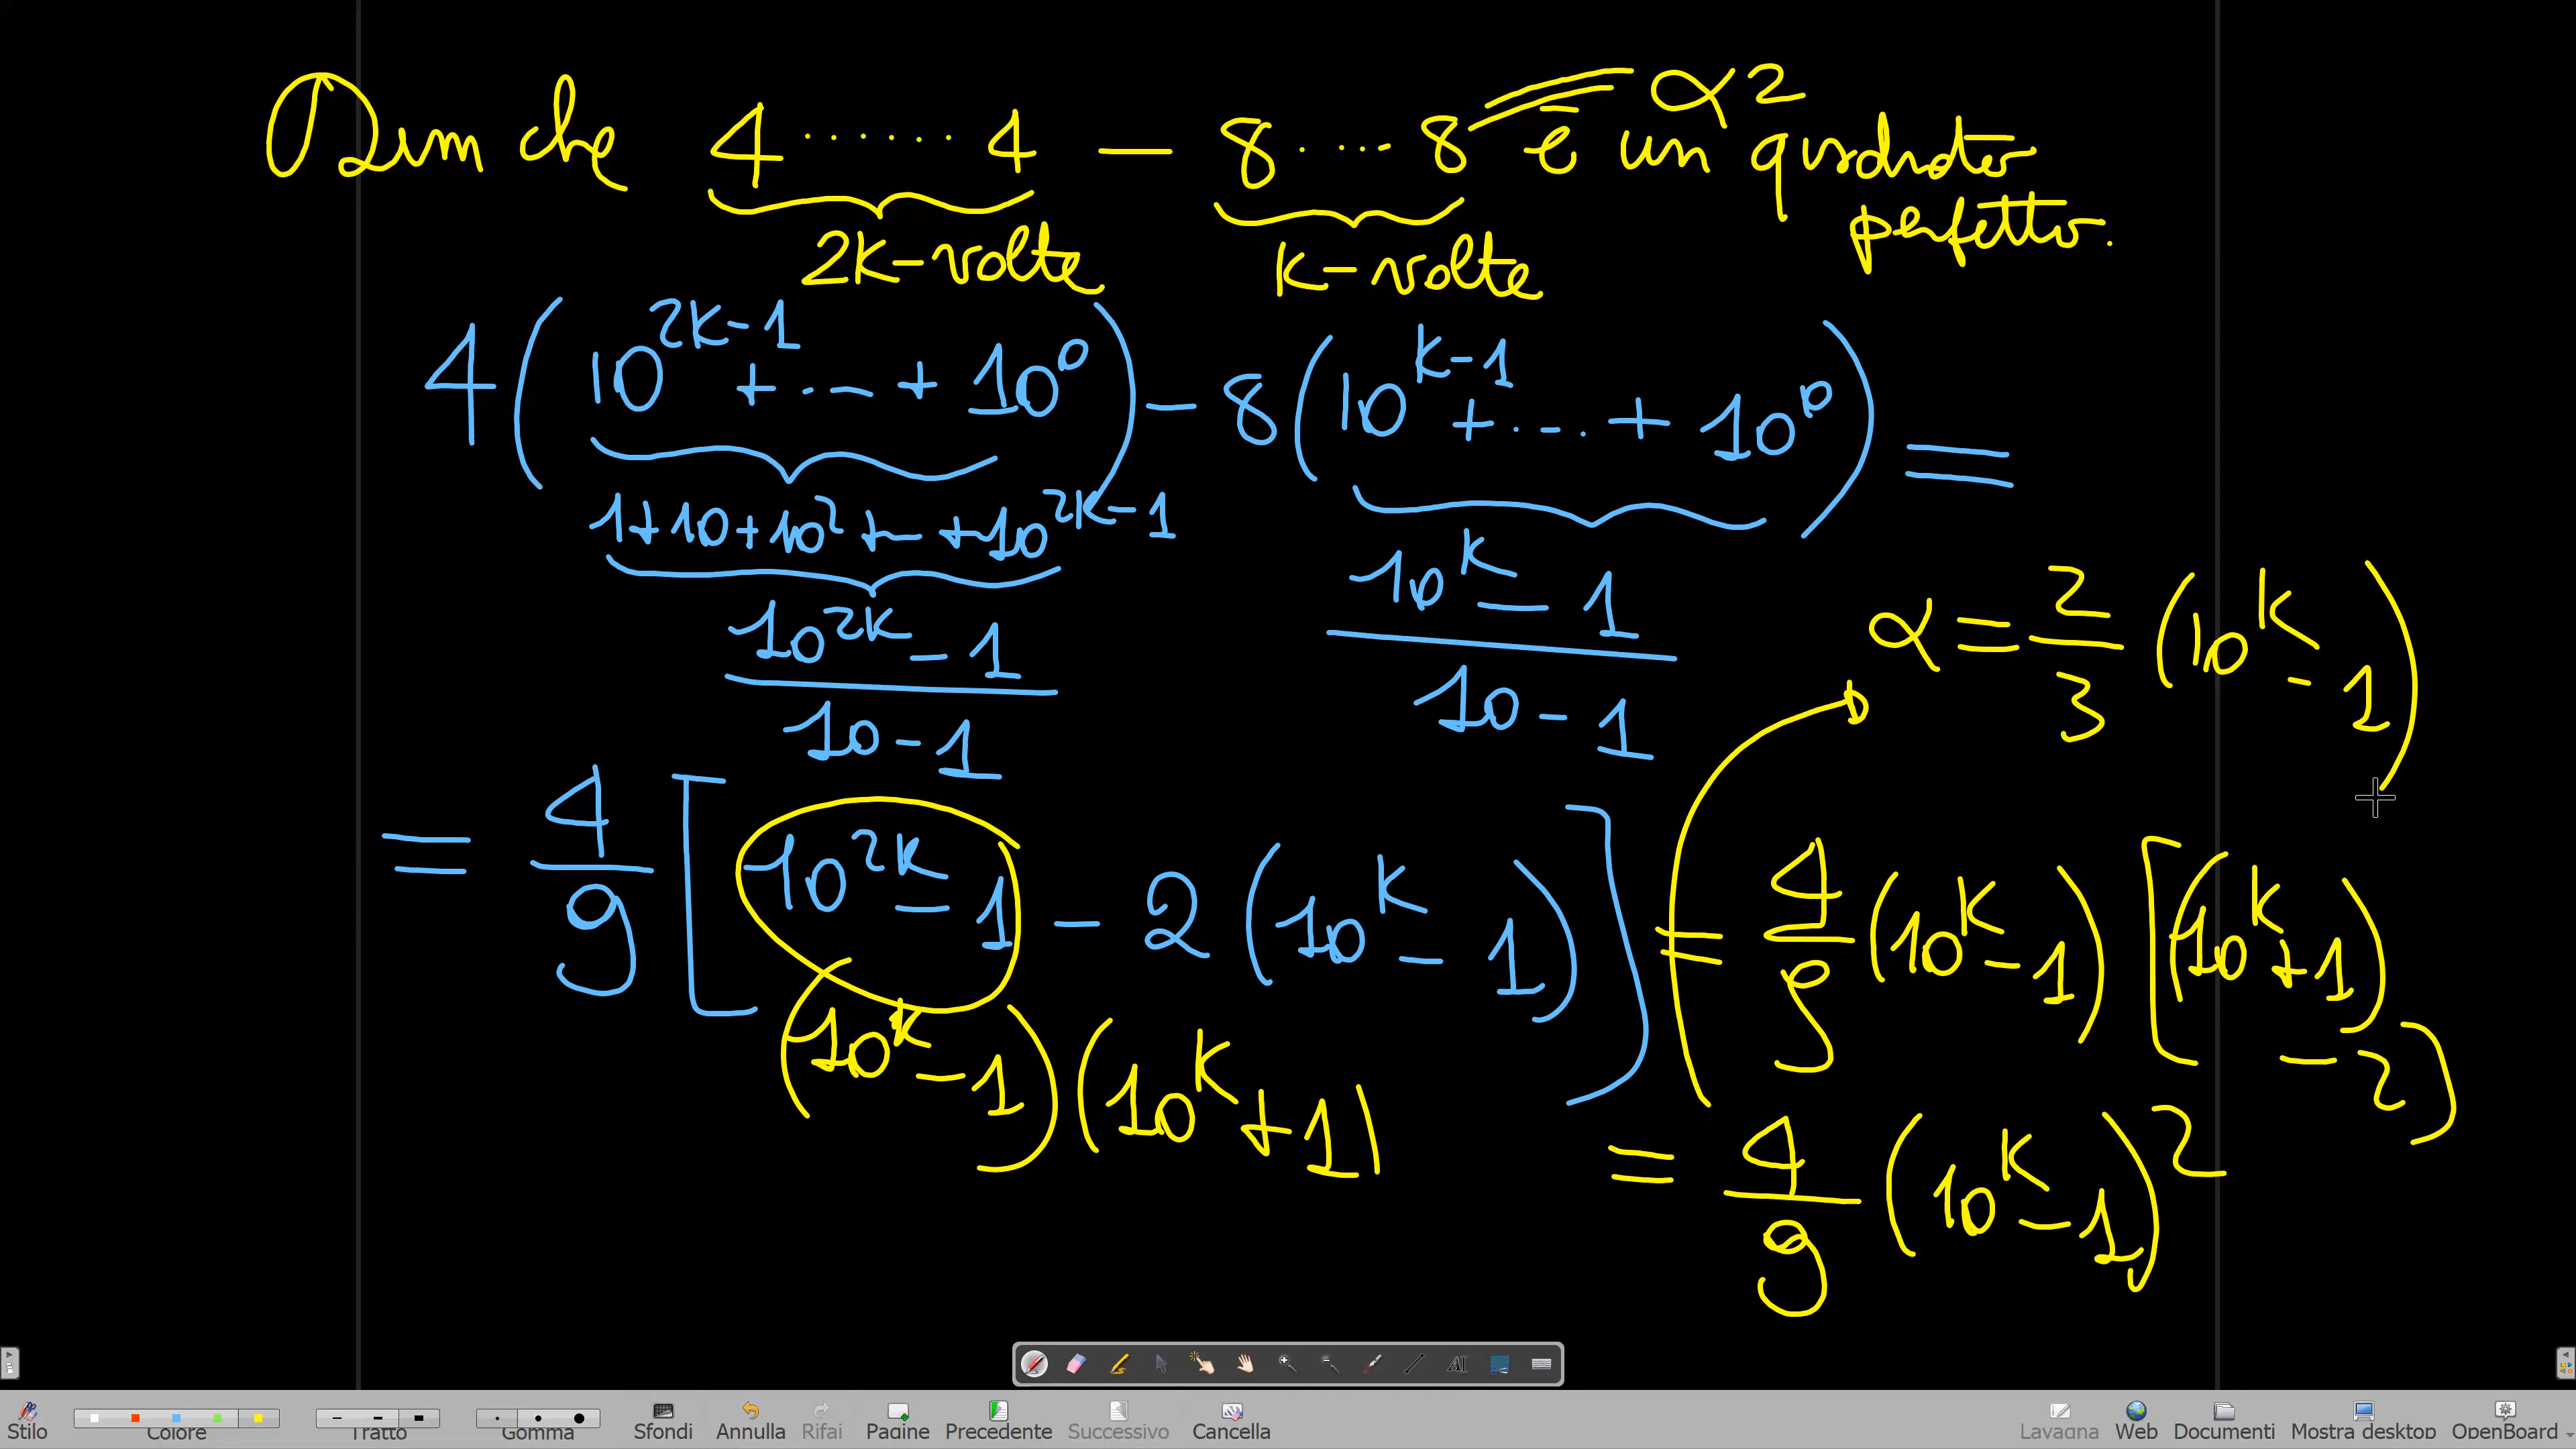 Dim che 4 ······ 4 – 8 ···· 8 è un quadrato = α²
perfetto.
2k-volte k-volte
4(10^{2k-1} + ··· + 10^0) - 8(10^{k-1} + ··· + 10^0) =
1+10+10²+···+10^{2k-1}
(10^{2k} - 1)/(10 - 1) (10^k - 1)/(10 - 1)
α = 2/3 (10^k - 1)
= 4/9 [10^{2k} - 1 - 2(10^k - 1)] = 4/9 (10^k - 1)[(10^k + 1) - 2]
(10^k - 1)(10^k + 1)
= 4/9 (10^k - 1)²
Stilo Colore Tratto Gomma Sfondi Annulla Rifai Pagine Precedente Successivo Cancella Lavagna Web Documenti Mostra desktop OpenBoard